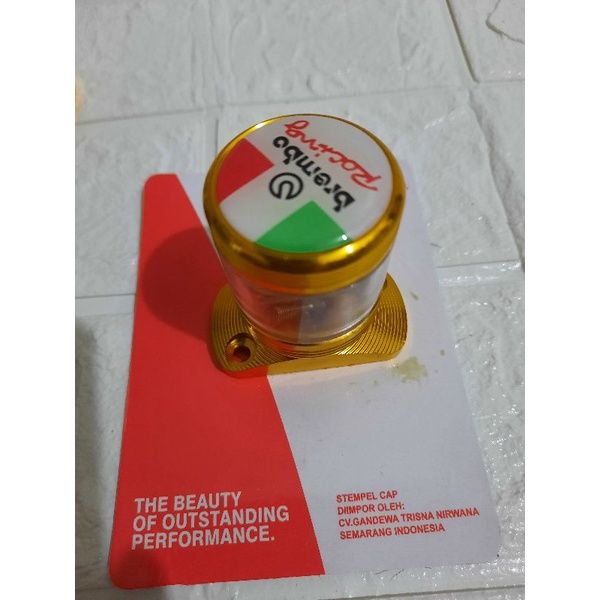 brembo
Racing
THE BEAUTY
OF OUTSTANDING
PERFORMANCE.
STEMPEL CAP
DIIMPOR OLEH:
CV.GANDEWA TRISNA NIRWANA
SEMARANG INDONESIA